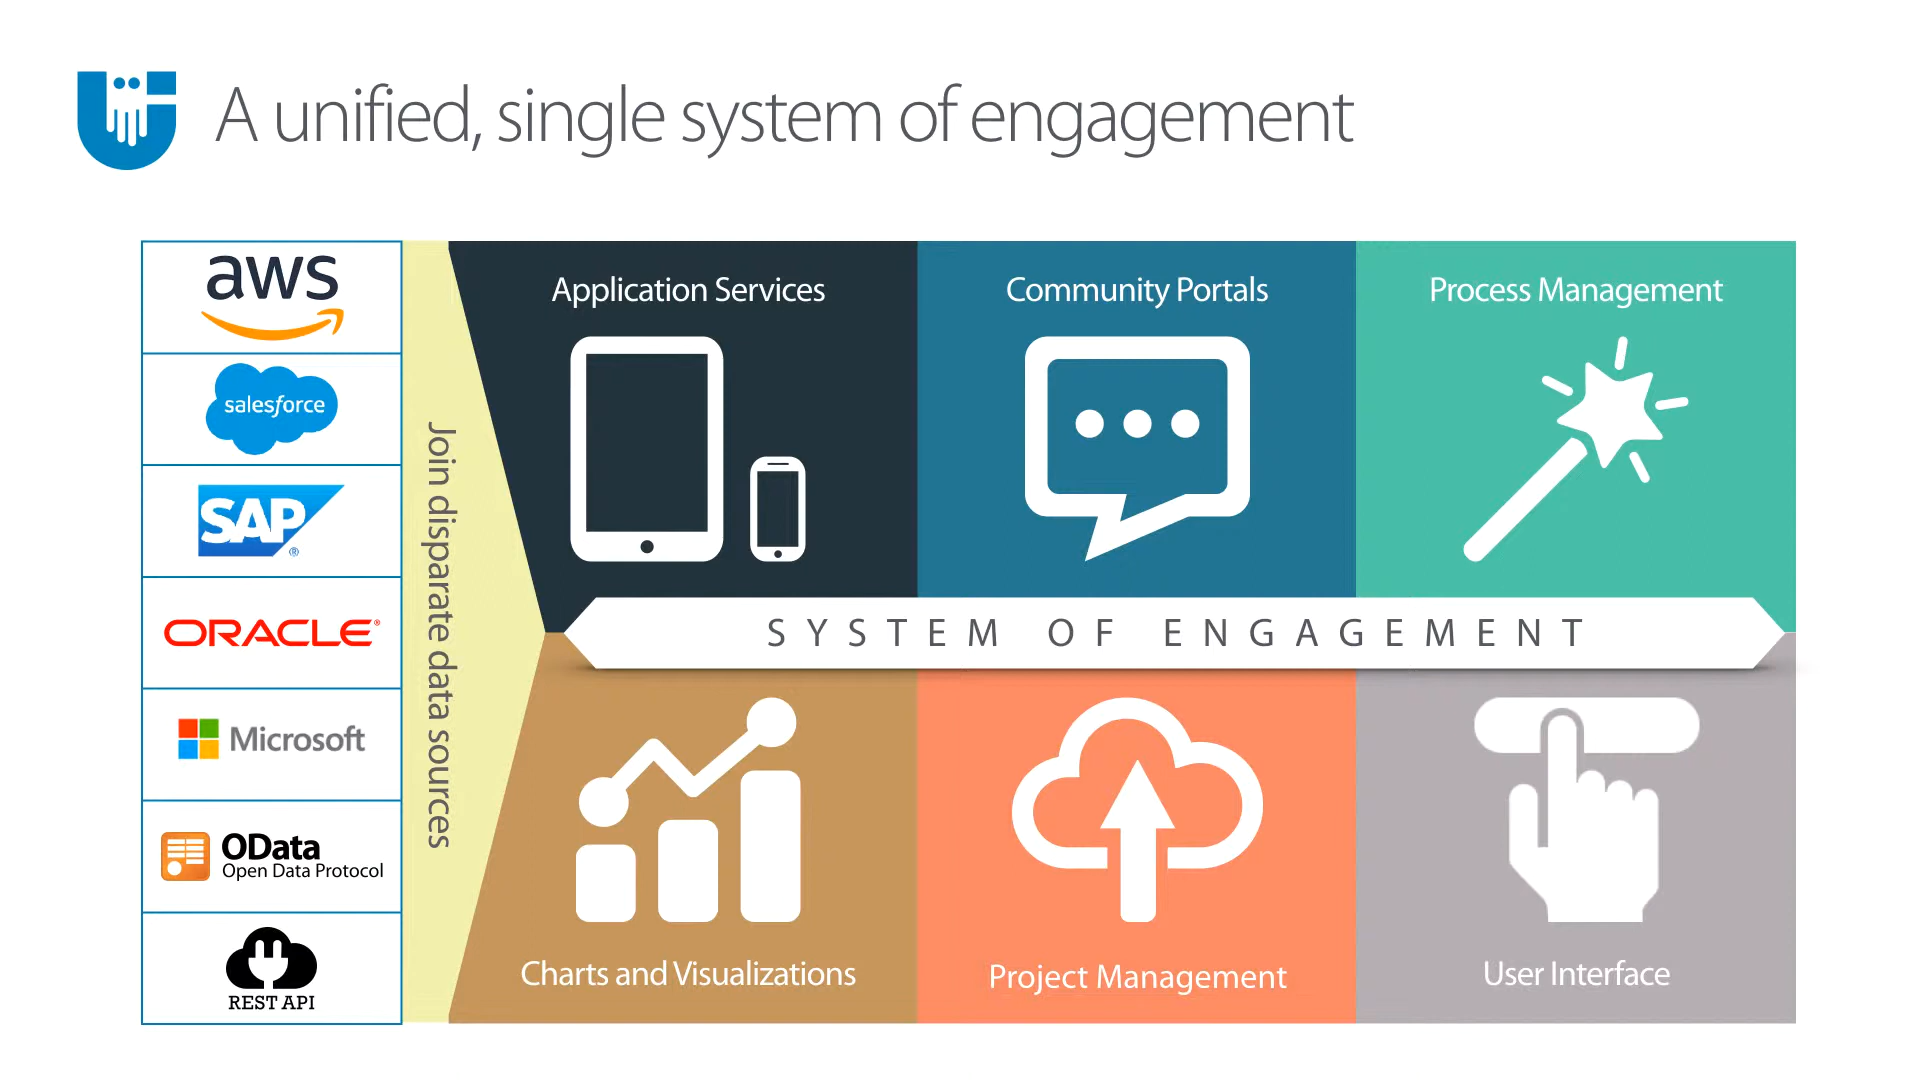 A unified, single system of engagement
aws
salesforce
SAP®
ORACLE®
Microsoft
OData
Open Data Protocol
REST API
Join disparate data sources
Application Services
Community Portals
Process Management
SYSTEM OF ENGAGEMENT
Charts and Visualizations
Project Management
User Interface